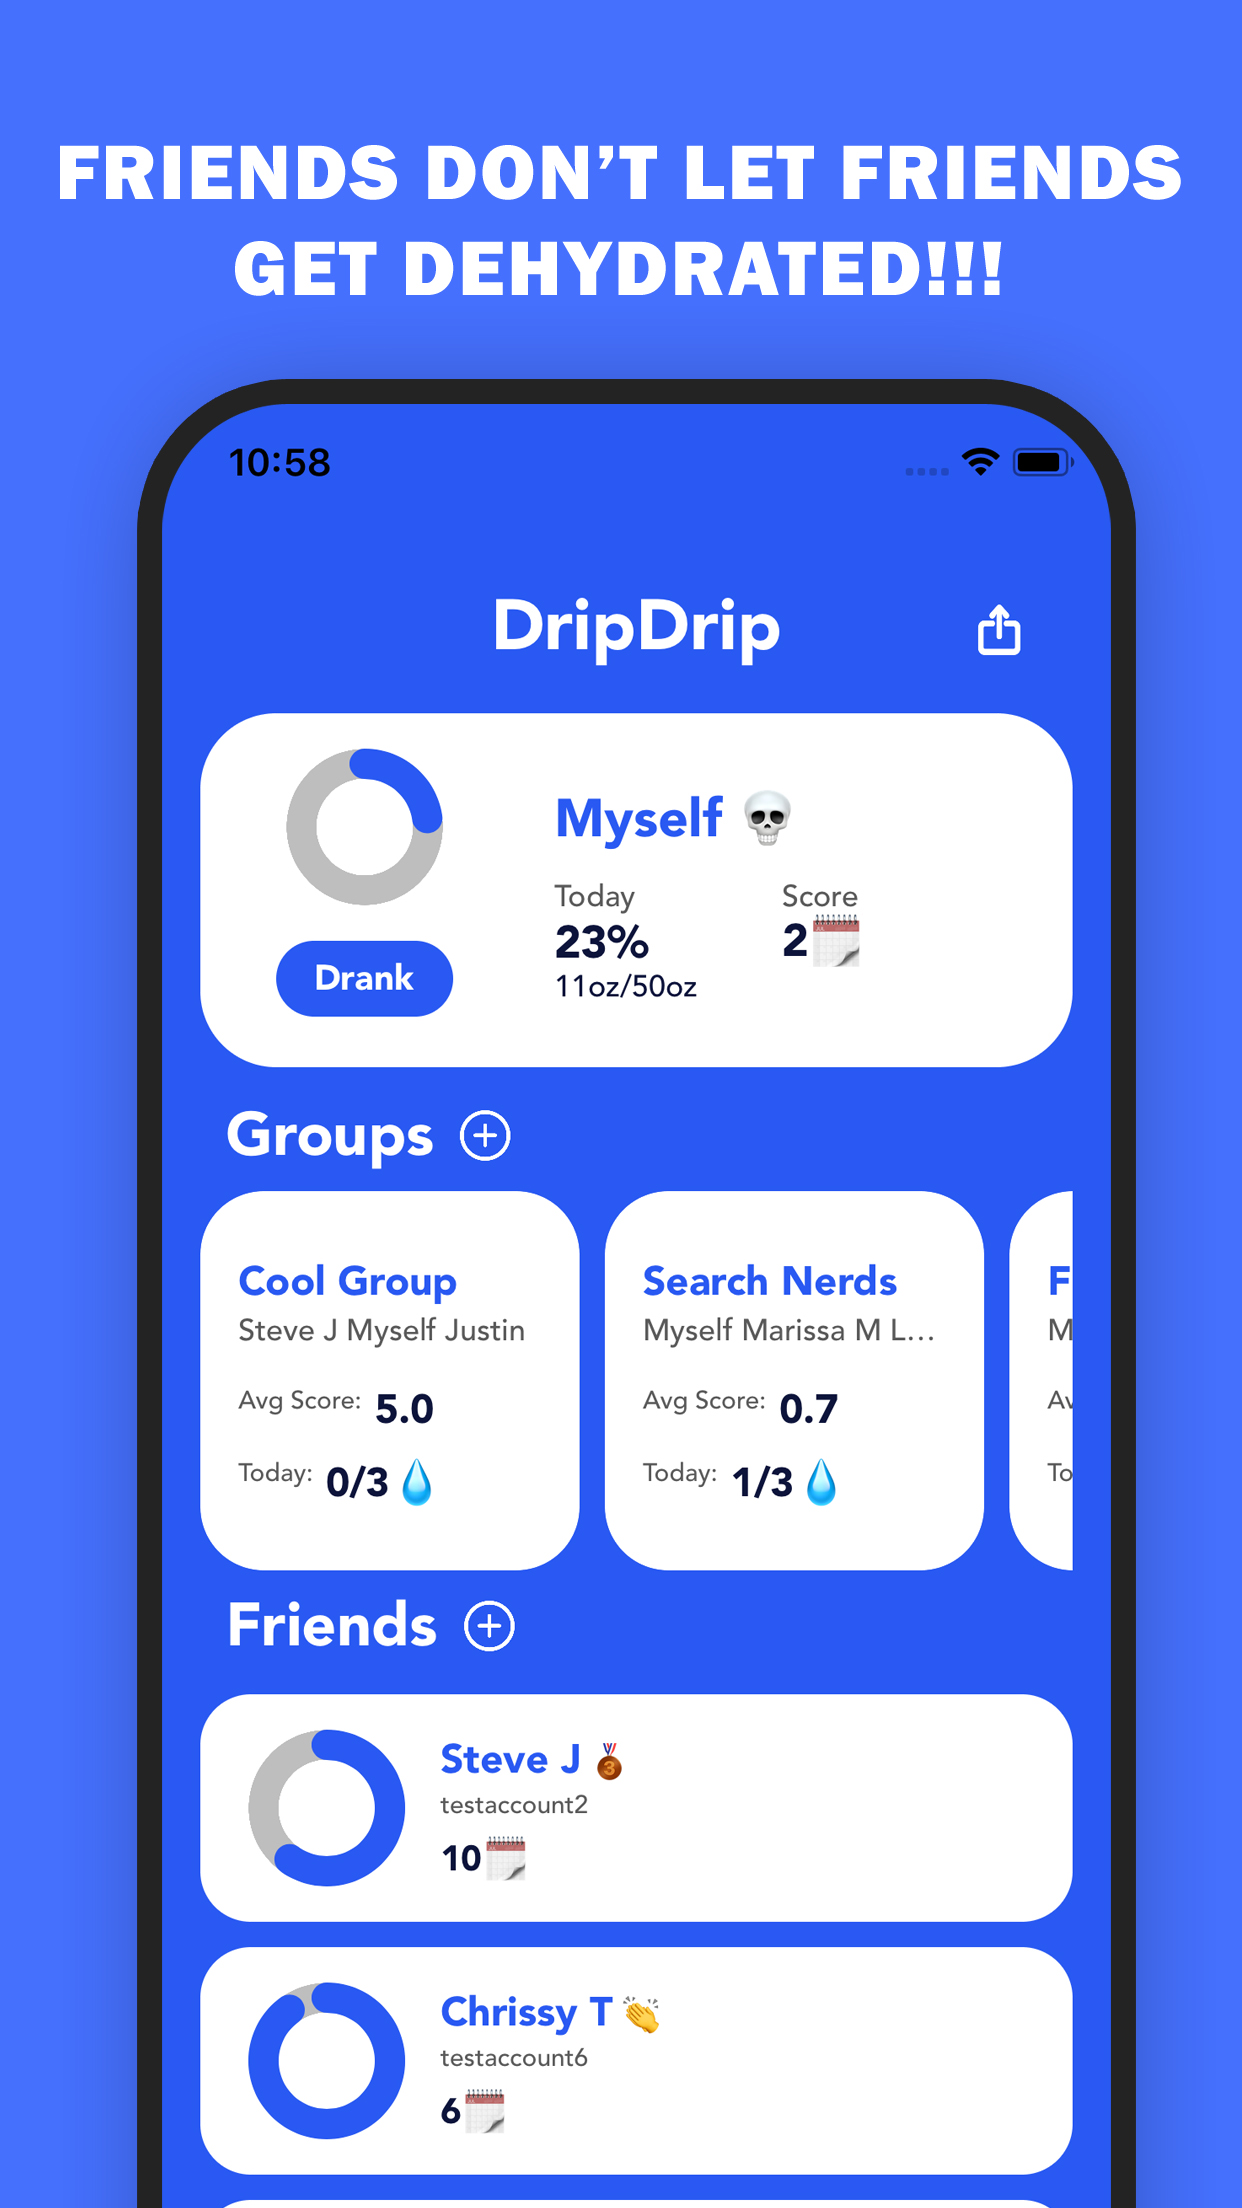 FRIENDS DON’T LET FRIENDS
GET DEHYDRATED!!!
10:58
DripDrip
Myself
Today
Score
23%
2
11oz/50oz
Drank
Groups
Cool Group
Steve J Myself Justin
Avg Score: 5.0
Today: 0/3
Search Nerds
Myself Marissa M L...
Avg Score: 0.7
Today: 1/3
F
M
Av
To
Friends
Steve J
3
testaccount2
10
Chrissy T
testaccount6
6